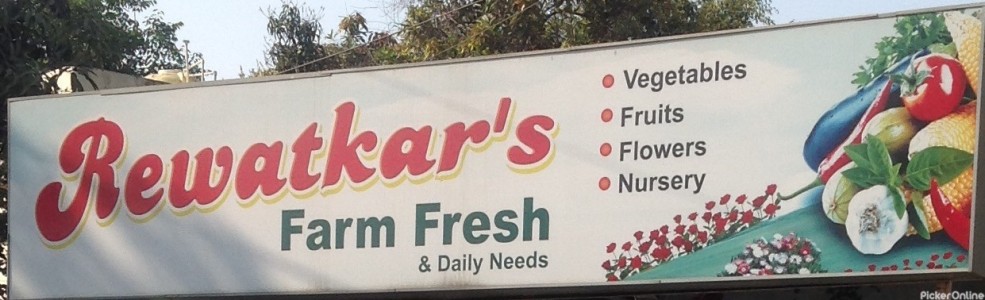 Rewatkar's
Farm Fresh
& Daily Needs
Vegetables
Fruits
Flowers
Nursery
PickerOnline